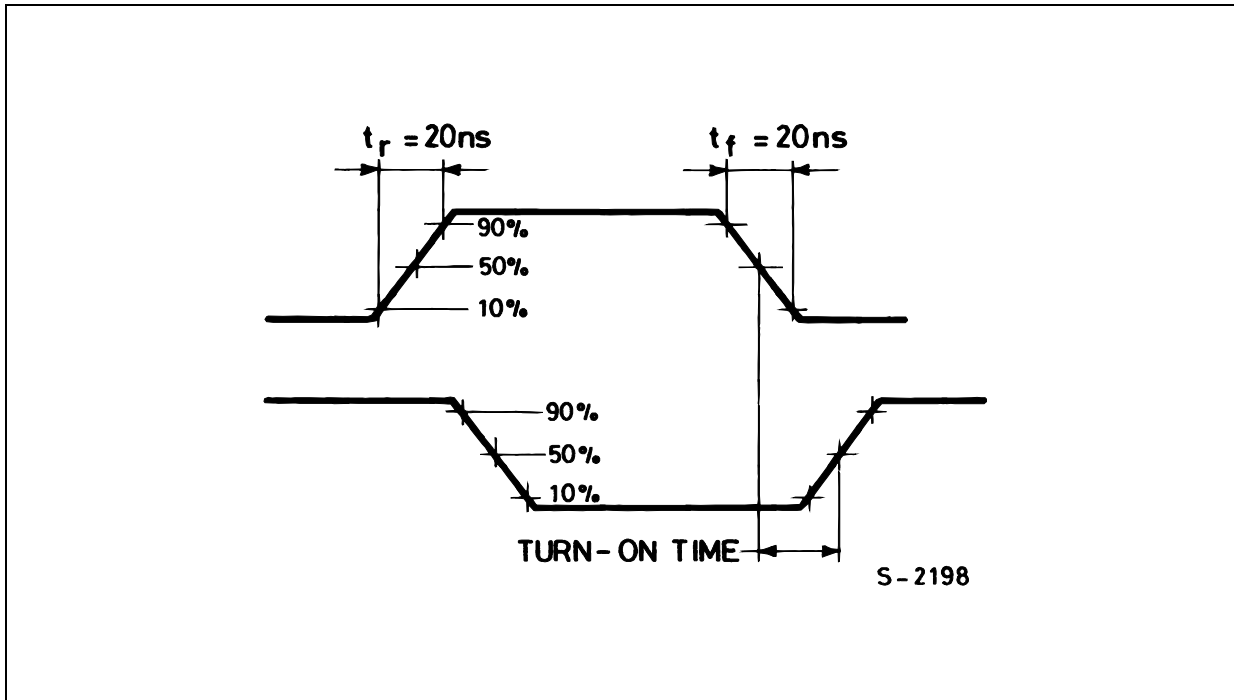 t_r = 20ns
t_f = 20ns
90%
50%
10%
90%
50%
10%
TURN-ON TIME
S-2198